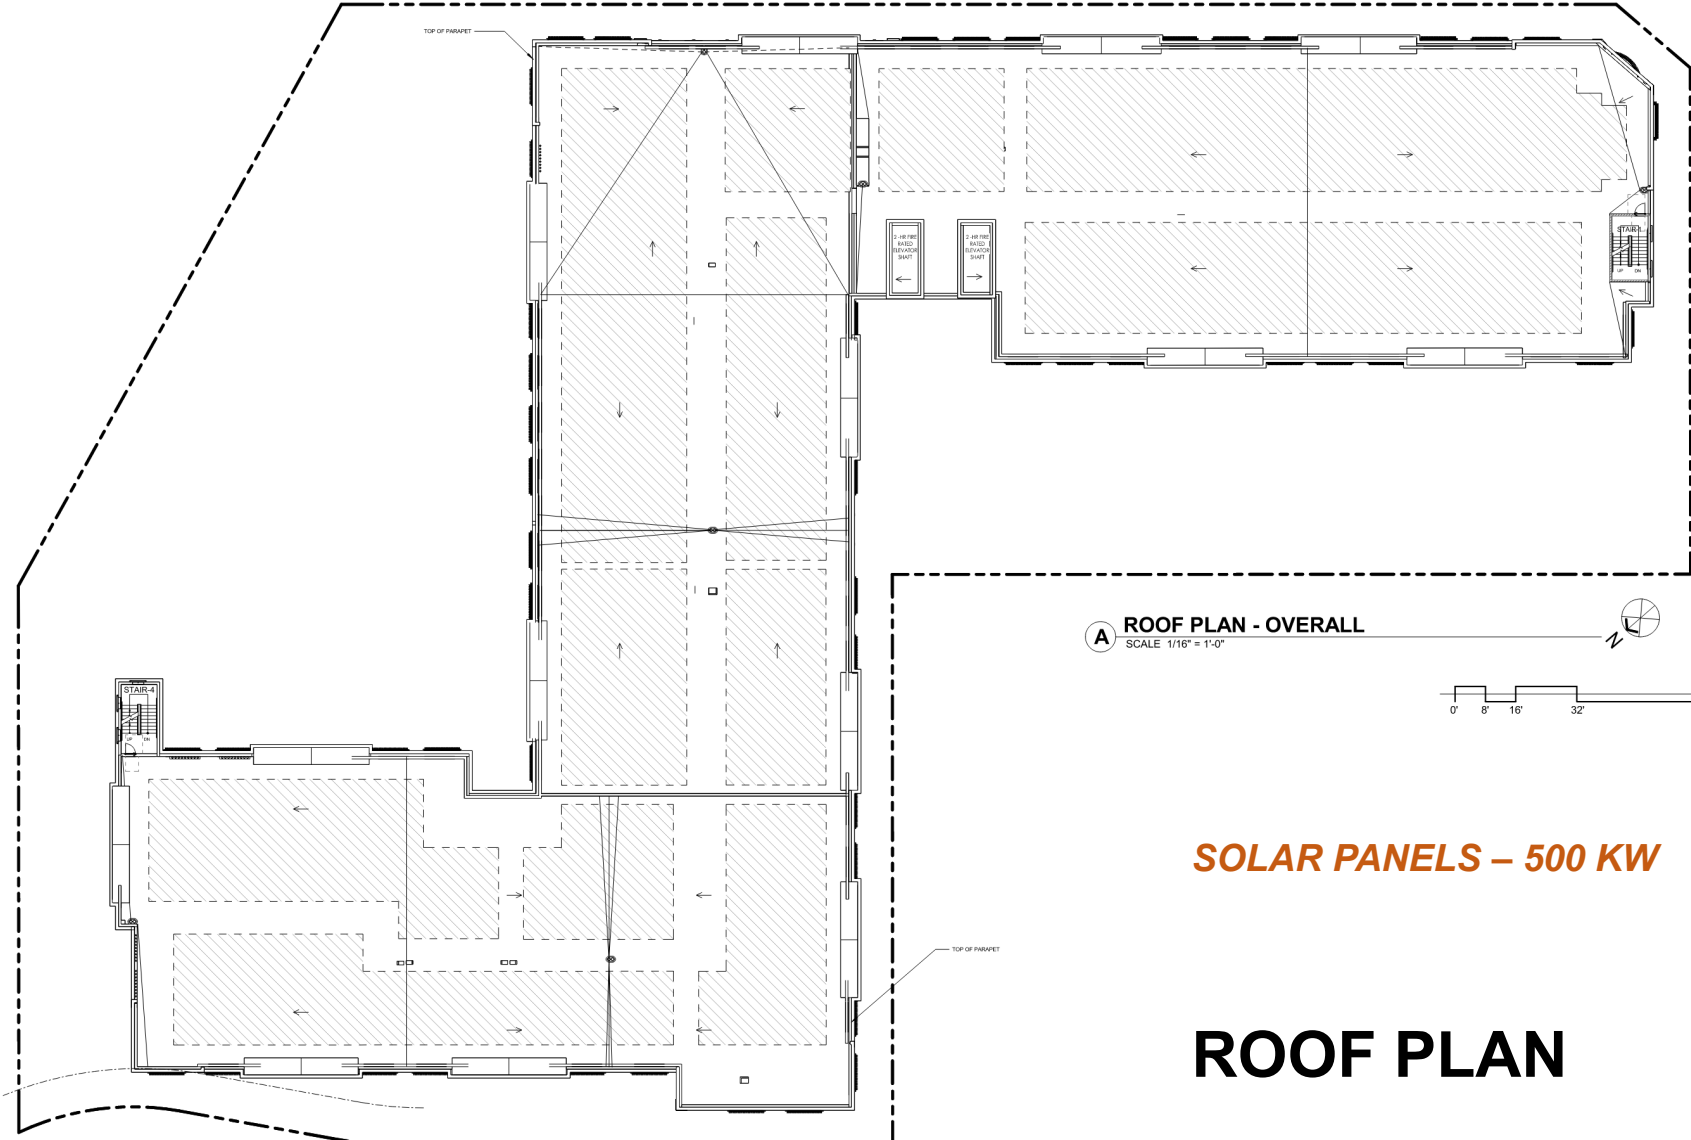 TOP OF PARAPET
2 -HR FIRE
RATED
ELEVATOR
SHAFT
2 -HR FIRE
RATED
ELEVATOR
SHAFT
STAIR-1
UP DN
A
ROOF PLAN - OVERALL
SCALE 1/16" = 1'-0"
N
0' 8' 16' 32'
STAIR-4
UP DN
SOLAR PANELS – 500 KW
TOP OF PARAPET
ROOF PLAN